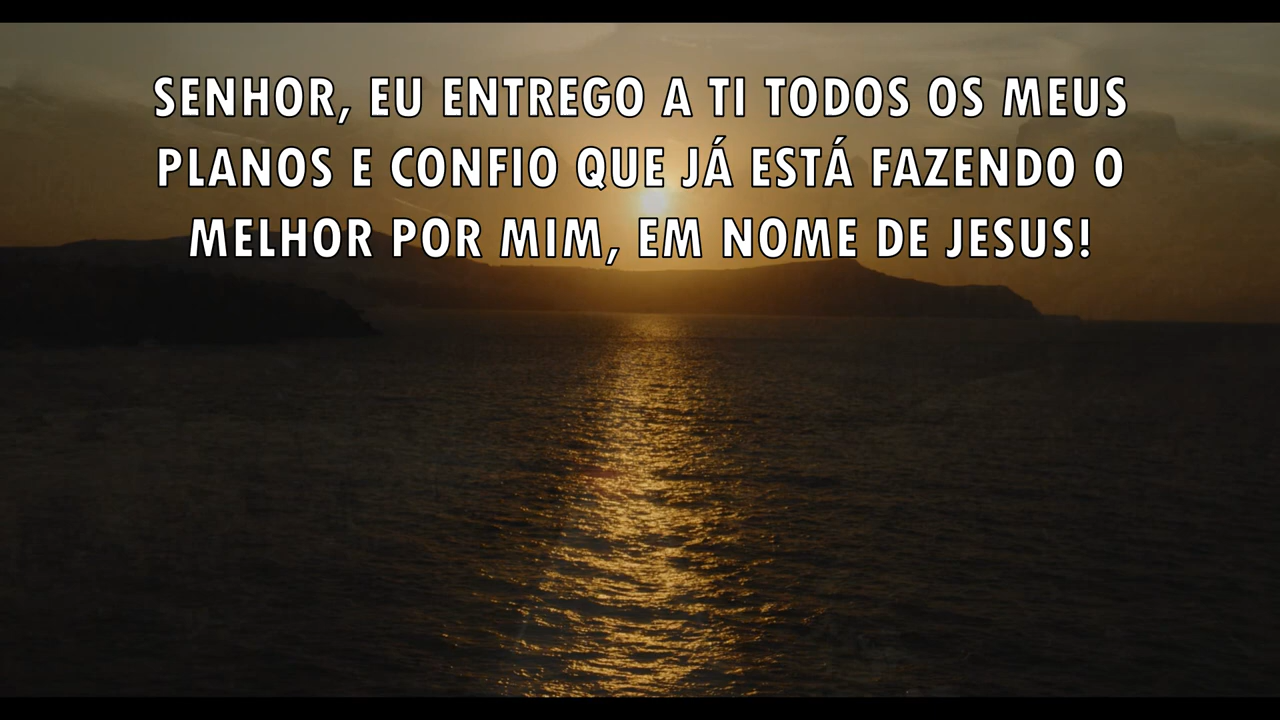 SENHOR, EU ENTREGO A TI TODOS OS MEUS
PLANOS E CONFIO QUE JÁ ESTÁ FAZENDO O
MELHOR POR MIM, EM NOME DE JESUS!